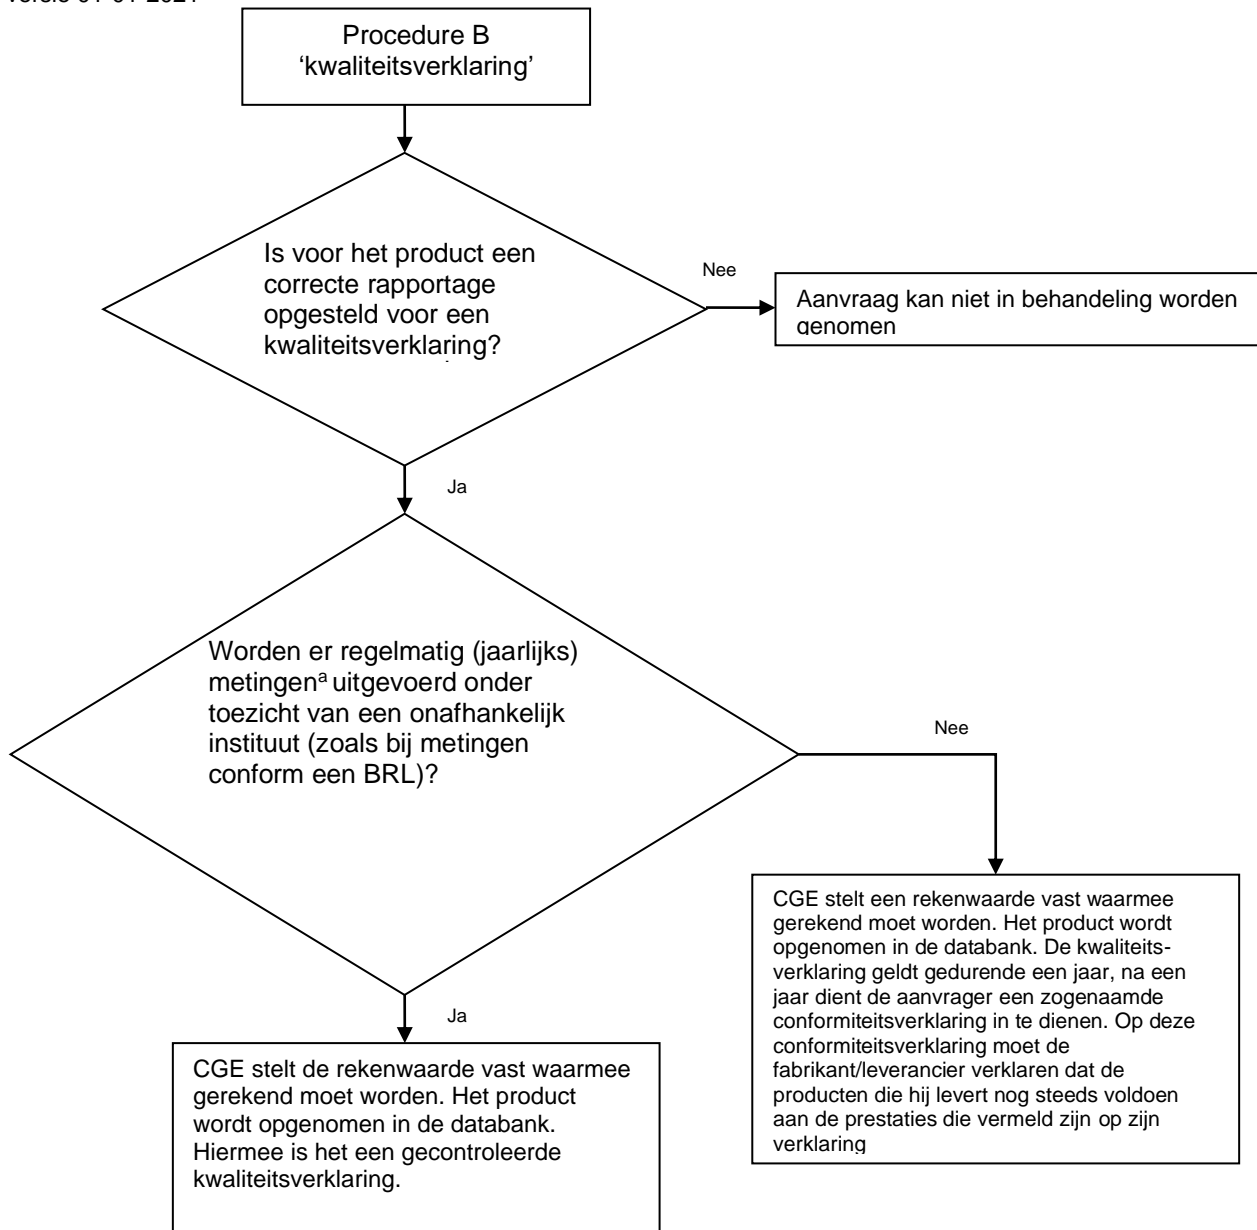 Procedure B
‘kwaliteitsverklaring’
Is voor het product een
correcte rapportage
opgesteld voor een
kwaliteitsverklaring?
Nee
Aanvraag kan niet in behandeling worden
genomen
Ja
Worden er regelmatig (jaarlijks)
metingenᵃ uitgevoerd onder
toezicht van een onafhankelijk
instituut (zoals bij metingen
conform een BRL)?
Nee
CGE stelt een rekenwaarde vast waarmee
gerekend moet worden. Het product wordt
opgenomen in de databank. De kwaliteits-
verklaring geldt gedurende een jaar, na een
jaar dient de aanvrager een zogenaamde
conformiteitsverklaring in te dienen. Op deze
conformiteitsverklaring moet de
fabrikant/leverancier verklaren dat de
producten die hij levert nog steeds voldoen
aan de prestaties die vermeld zijn op zijn
verklaring
Ja
CGE stelt de rekenwaarde vast waarmee
gerekend moet worden. Het product
wordt opgenomen in de databank.
Hiermee is het een gecontroleerde
kwaliteitsverklaring.